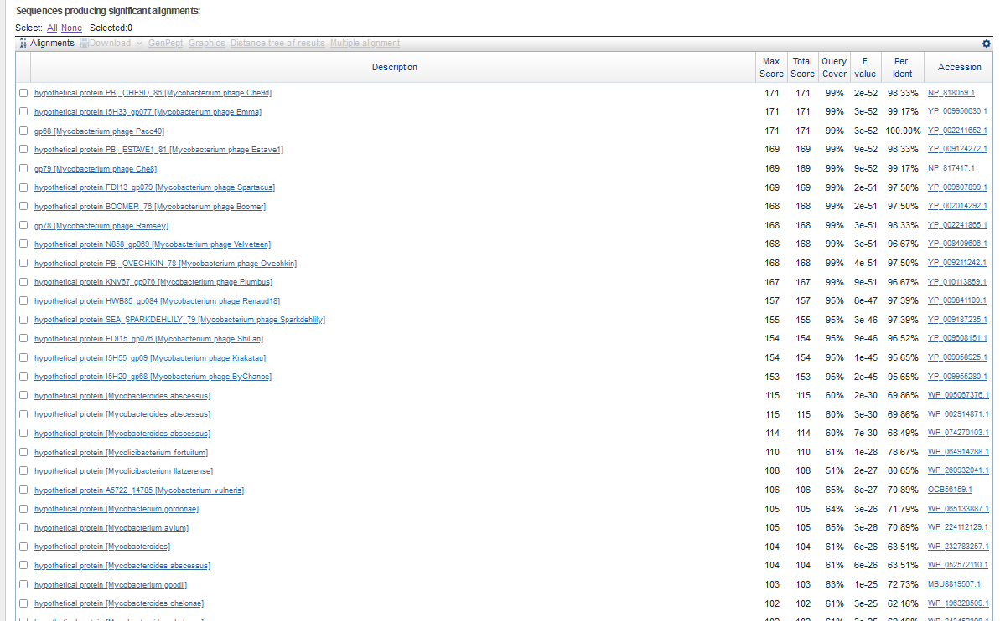 Sequences producing significant alignments:
Select: All None Selected:0
Alignments Download GenPept Graphics Distance tree of results Multiple alignment
Description Max Score Total Score Query Cover E value Per. Ident Accession
hypothetical protein PBI_CHE9D_86 [Mycobacterium phage Che9d] 171 171 99% 2e-52 98.33% NP_818059.1
hypothetical protein I5H33_gp077 [Mycobacterium phage Emma] 171 171 99% 3e-52 99.17% YP_009956636.1
gp68 [Mycobacterium phage Paco40] 171 171 99% 3e-52 100.00% YP_002241652.1
hypothetical protein PBI_ESTAVE1_81 [Mycobacterium phage Estave1] 169 169 99% 9e-52 98.33% YP_009124272.1
gp79 [Mycobacterium phage Che8] 169 169 99% 9e-52 99.17% NP_817417.1
hypothetical protein FDI13_gp079 [Mycobacterium phage Spartacus] 169 169 99% 2e-51 97.50% YP_009607899.1
hypothetical protein BOOMER_76 [Mycobacterium phage Boomer] 168 168 99% 2e-51 97.50% YP_002014292.1
gp78 [Mycobacterium phage Ramsey] 168 168 99% 3e-51 98.33% YP_002241865.1
hypothetical protein N858_gp069 [Mycobacterium phage Velveteen] 168 168 99% 3e-51 96.67% YP_008409606.1
hypothetical protein PBI_OVECHKIN_78 [Mycobacterium phage Ovechkin] 168 168 99% 4e-51 97.50% YP_009211242.1
hypothetical protein KNV67_gp076 [Mycobacterium phage Plumbus] 167 167 99% 9e-51 96.67% YP_010113859.1
hypothetical protein HWB85_gp084 [Mycobacterium phage Renaud18] 157 157 95% 8e-47 97.39% YP_009841109.1
hypothetical protein SEA_SPARKDEHLILY_79 [Mycobacterium phage Sparkdehlily] 155 155 95% 3e-46 97.39% YP_009187235.1
hypothetical protein FDI15_gp076 [Mycobacterium phage ShiLan] 154 154 95% 9e-46 96.52% YP_009608151.1
hypothetical protein I5H55_gp69 [Mycobacterium phage Krakatau] 154 154 95% 1e-45 95.65% YP_009958925.1
hypothetical protein I5H20_gp68 [Mycobacterium phage ByChance] 153 153 95% 2e-45 95.65% YP_009955280.1
hypothetical protein [Mycobacteroides abscessus] 115 115 60% 2e-30 69.86% WP_005067376.1
hypothetical protein [Mycobacteroides abscessus] 115 115 60% 3e-30 69.86% WP_062914871.1
hypothetical protein [Mycobacteroides abscessus] 114 114 60% 7e-30 68.49% WP_074270103.1
hypothetical protein [Mycolicibacterium fortuitum] 110 110 61% 1e-28 78.67% WP_064914288.1
hypothetical protein [Mycolicibacterium llatzerense] 108 108 51% 2e-27 80.65% WP_260932041.1
hypothetical protein A5722_14785 [Mycobacterium vulneris] 106 106 65% 8e-27 70.89% OCB56159.1
hypothetical protein [Mycobacterium gordonae] 105 105 64% 3e-26 71.79% WP_065133887.1
hypothetical protein [Mycobacterium avium] 105 105 65% 3e-26 70.89% WP_224112129.1
hypothetical protein [Mycobacteroides] 104 104 61% 6e-26 63.51% WP_232783257.1
hypothetical protein [Mycobacteroides abscessus] 104 104 61% 6e-26 63.51% WP_052572110.1
hypothetical protein [Mycobacterium goodii] 103 103 63% 1e-25 72.73% MBU8819567.1
hypothetical protein [Mycobacteroides chelonae] 102 102 61% 3e-25 62.16% WP_196328509.1